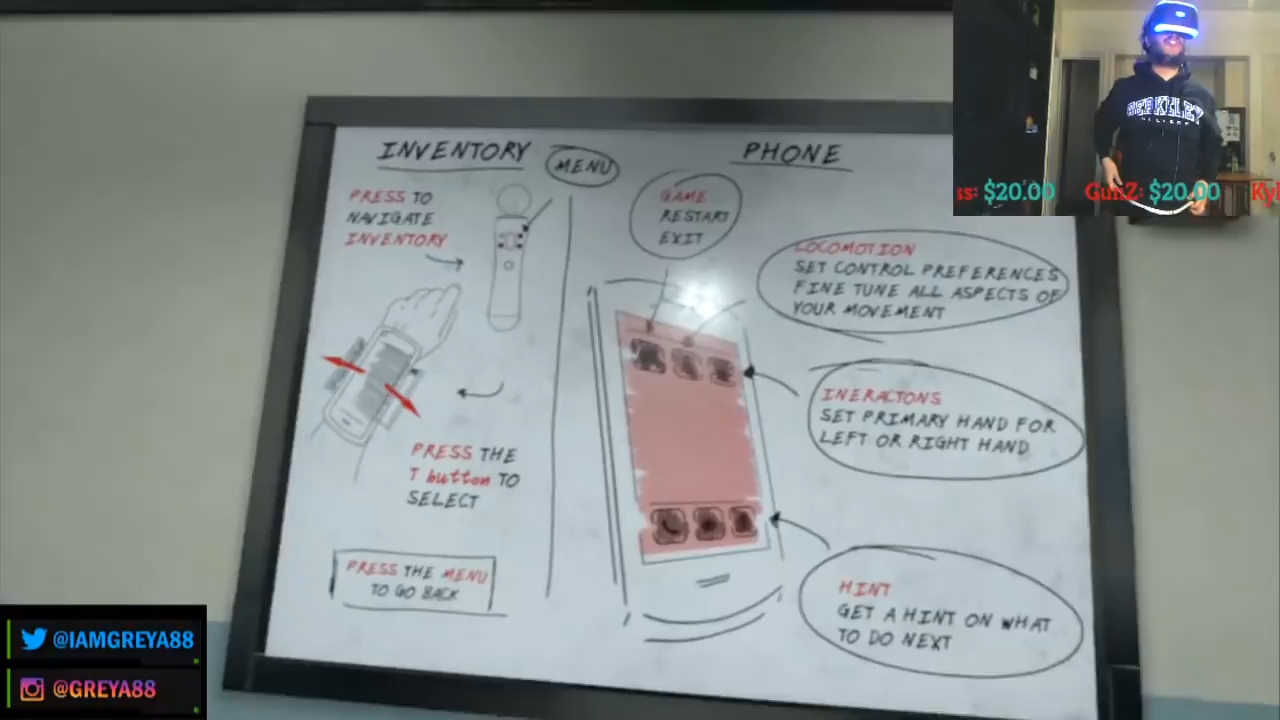 INVENTORY
MENU
PRESS TO
NAVIGATE
INVENTORY
PRESS THE
T button TO
SELECT
PRESS THE MENU
TO GO BACK
PHONE
GAME
RESTART
EXIT
LOCOMOTION
SET CONTROL PREFERENCES
FINE TUNE ALL ASPECTS OF
YOUR MOVEMENT
INERACTONS
SET PRIMARY HAND FOR
LEFT OR RIGHT HAND
HINT
GET A HINT ON WHAT
TO DO NEXT
BERKELEY
ss: $20.00 GunZ: $20.00 Kyl
@IAMGREYA88
@GREYA88